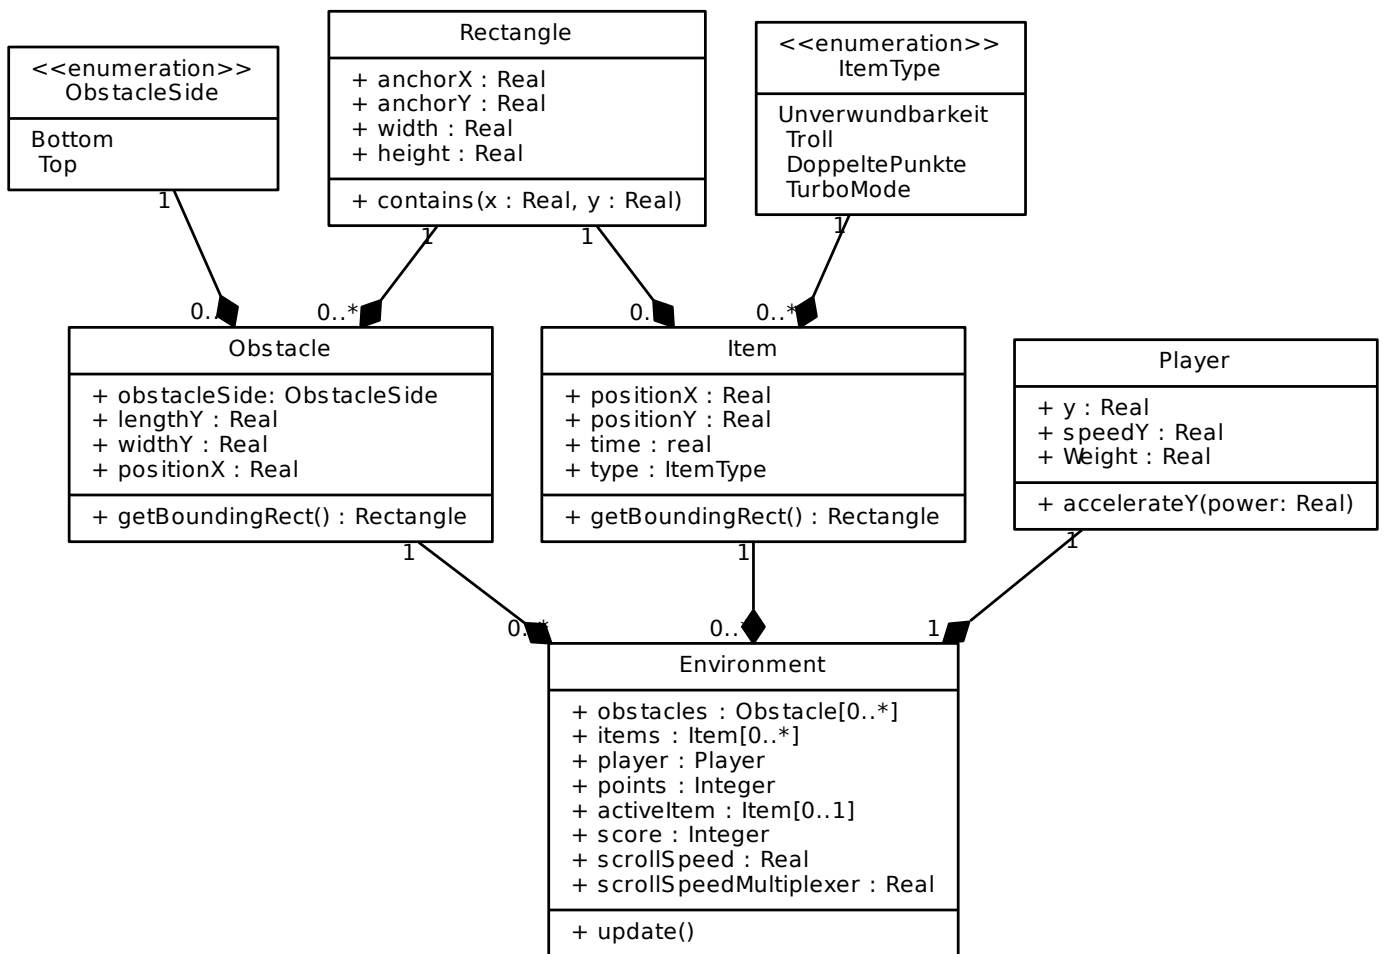 <<enumeration>>
ObstacleSide
Bottom
Top
1
Rectangle
+ anchorX : Real
+ anchorY : Real
+ width : Real
+ height : Real
+ contains(x : Real, y : Real)
1
1
<<enumeration>>
ItemType
Unverwundbarkeit
Troll
DoppeltePunkte
TurboMode
1
0..
0..*
0..
0..*
Obstacle
+ obstacleSide: ObstacleSide
+ lengthY : Real
+ widthY : Real
+ positionX : Real
+ getBoundingRect() : Rectangle
1
Item
+ positionX : Real
+ positionY : Real
+ time : real
+ type : ItemType
+ getBoundingRect() : Rectangle
1
Player
+ y : Real
+ speedY : Real
+ Weight : Real
+ accelerateY(power: Real)
1
0..*
0..
1
Environment
+ obstacles : Obstacle[0..*]
+ items : Item[0..*]
+ player : Player
+ points : Integer
+ activeItem : Item[0..1]
+ score : Integer
+ scrollSpeed : Real
+ scrollSpeedMultiplexer : Real
+ update()